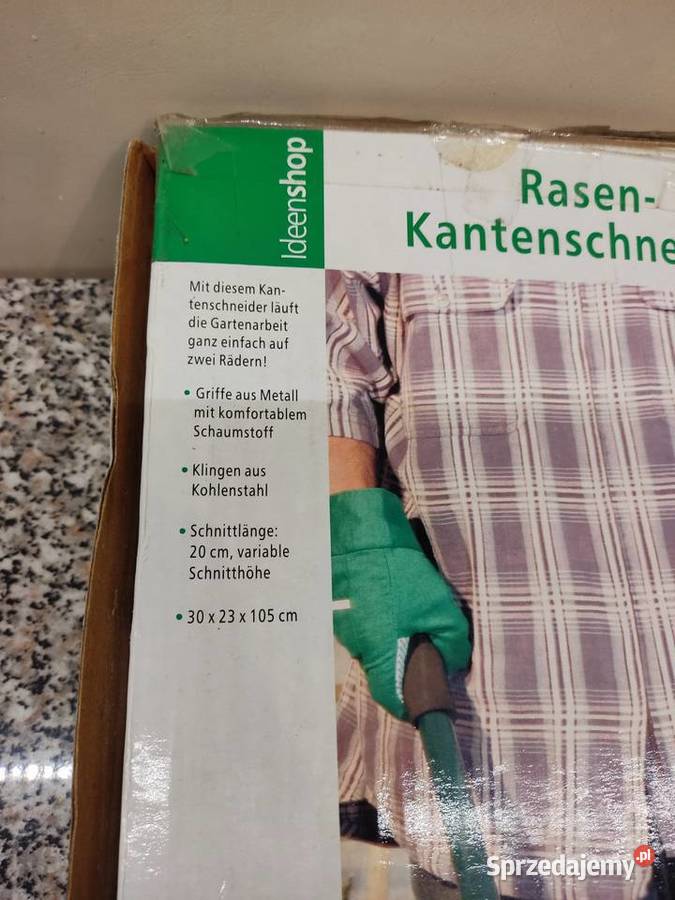 Ideenshop
Rasen-
Kantenschne
Mit diesem Kan-
tenschneider läuft
die Gartenarbeit
ganz einfach auf
zwei Rädern!
• Griffe aus Metall
mit komfortablem
Schaumstoff
• Klingen aus
Kohlenstahl
• Schnittlänge:
20 cm, variable
Schnitthöhe
• 30 x 23 x 105 cm
Sprzedajemy.pl